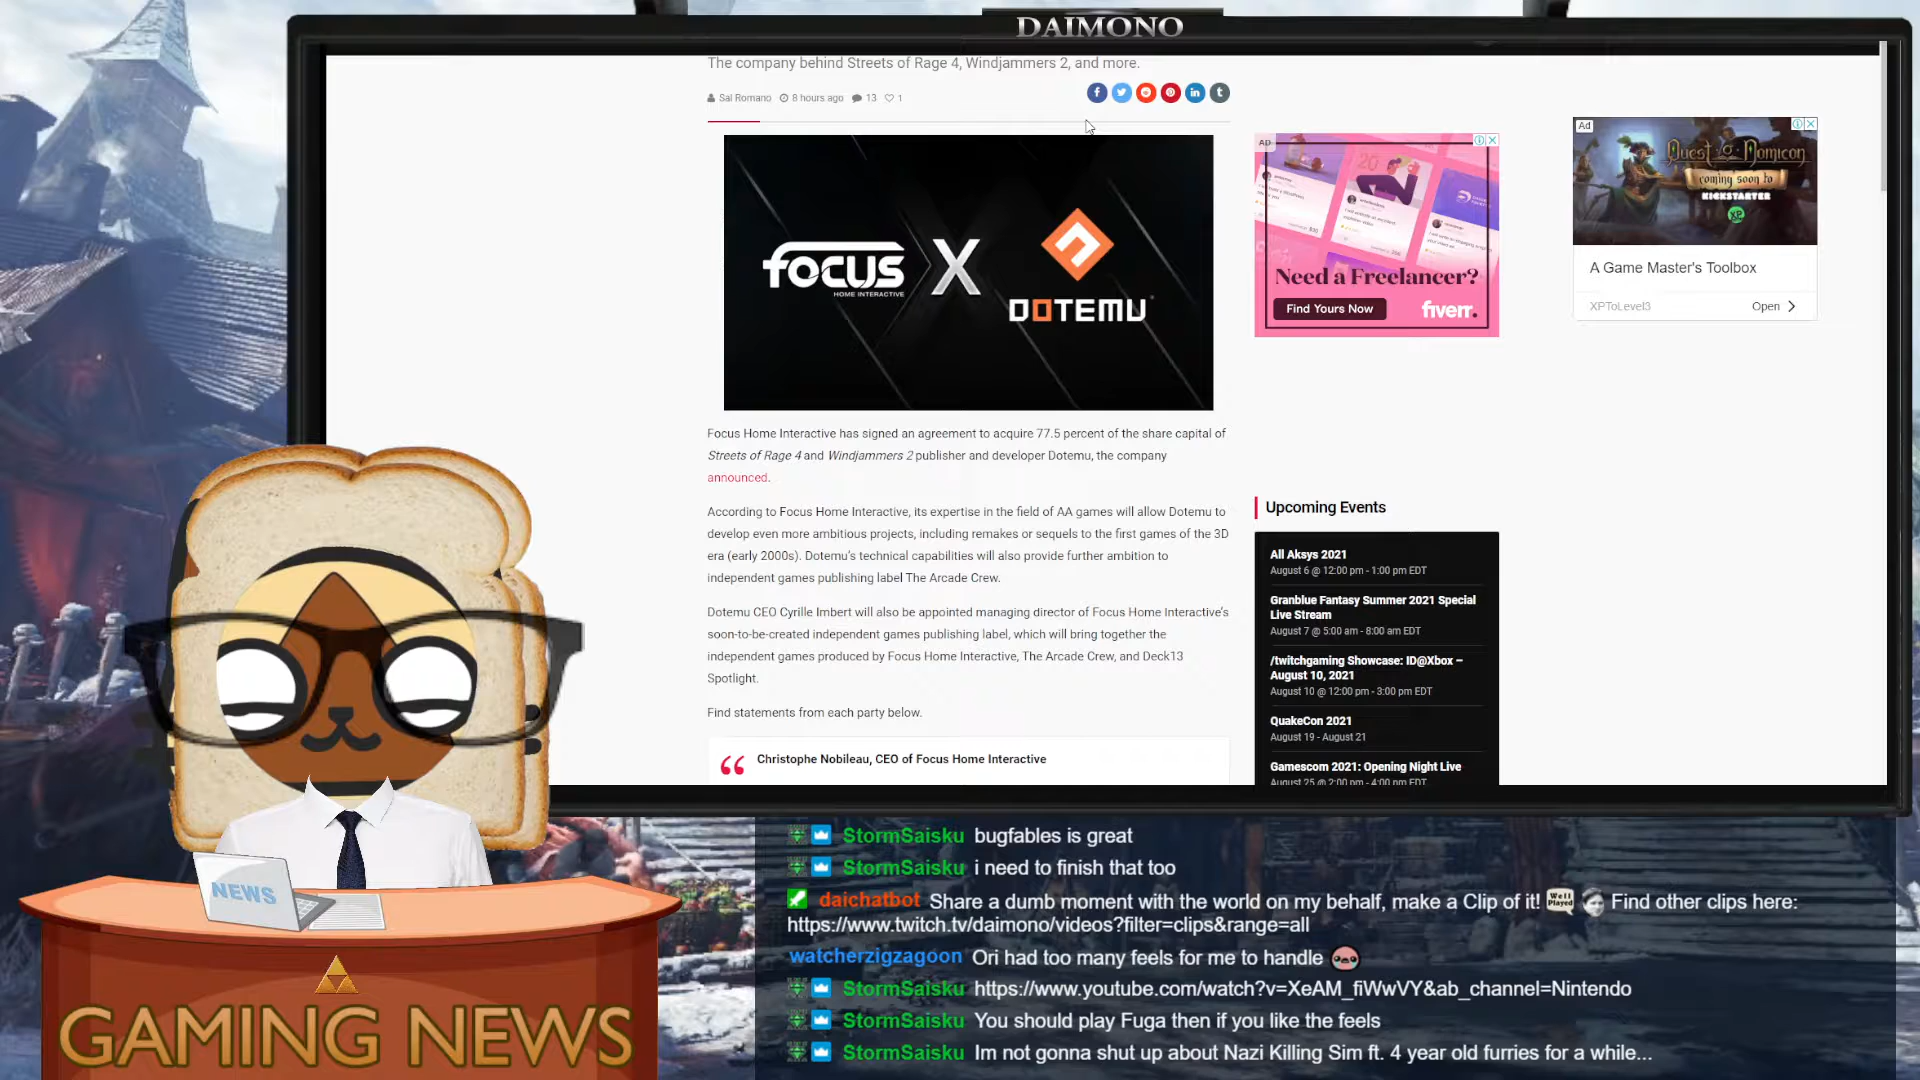 DAIMONO
The company behind Streets of Rage 4, Windjammers 2, and more.
Sal Romano 8 hours ago 13 1
focus
HOME INTERACTIVE
X
DOTEMU
AD
Need a Freelancer?
Find Yours Now
fiverr.
Ad
Quest-O-Nomicon
coming soon to
KICKSTARTER
XP
A Game Master's Toolbox
XPToLevel3 Open
Focus Home Interactive has signed an agreement to acquire 77.5 percent of the share capital of
Streets of Rage 4 and Windjammers 2 publisher and developer Dotemu, the company
announced.
According to Focus Home Interactive, its expertise in the field of AA games will allow Dotemu to
develop even more ambitious projects, including remakes or sequels to the first games of the 3D
era (early 2000s). Dotemu's technical capabilities will also provide further ambition to
independent games publishing label The Arcade Crew.
Dotemu CEO Cyrille Imbert will also be appointed managing director of Focus Home Interactive's
soon-to-be-created independent games publishing label, which will bring together the
independent games produced by Focus Home Interactive, The Arcade Crew, and Deck13
Spotlight.
Find statements from each party below.
Christophe Nobileau, CEO of Focus Home Interactive
Upcoming Events
All Aksys 2021
August 6 @ 12:00 pm - 1:00 pm EDT
Granblue Fantasy Summer 2021 Special
Live Stream
August 7 @ 5:00 am - 8:00 am EDT
/twitchgaming Showcase: ID@Xbox –
August 10, 2021
August 10 @ 12:00 pm - 3:00 pm EDT
QuakeCon 2021
August 19 - August 21
Gamescom 2021: Opening Night Live
August 25 @ 2:00 pm - 4:00 pm EDT
NEWS
GAMING NEWS
StormSaisku bugfables is great
StormSaisku i need to finish that too
daichatbot Share a dumb moment with the world on my behalf, make a Clip of it! Well Played Find other clips here:
https://www.twitch.tv/daimono/videos?filter=clips&range=all
watcherzigzagoon Ori had too many feels for me to handle
StormSaisku https://www.youtube.com/watch?v=XeAM_fiWwVY&ab_channel=Nintendo
StormSaisku You should play Fuga then if you like the feels
StormSaisku Im not gonna shut up about Nazi Killing Sim ft. 4 year old furries for a while...